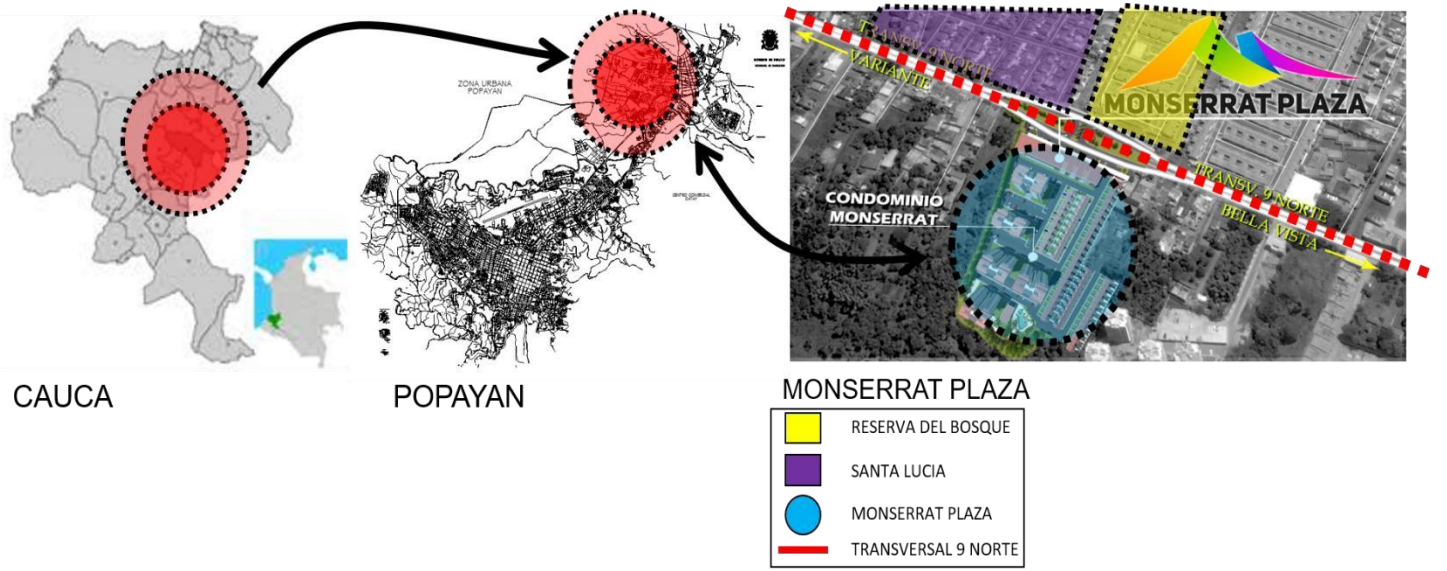 ZONA URBANA
POPAYAN
TRANSV. 9 NORTE
VARIANTE
MONSERRAT PLAZA
CONDOMINIO
MONSERRAT
TRANSV. 9 NORTE
BELLA VISTA
CAUCA
POPAYAN
MONSERRAT PLAZA
RESERVA DEL BOSQUE
SANTA LUCIA
MONSERRAT PLAZA
TRANSVERSAL 9 NORTE